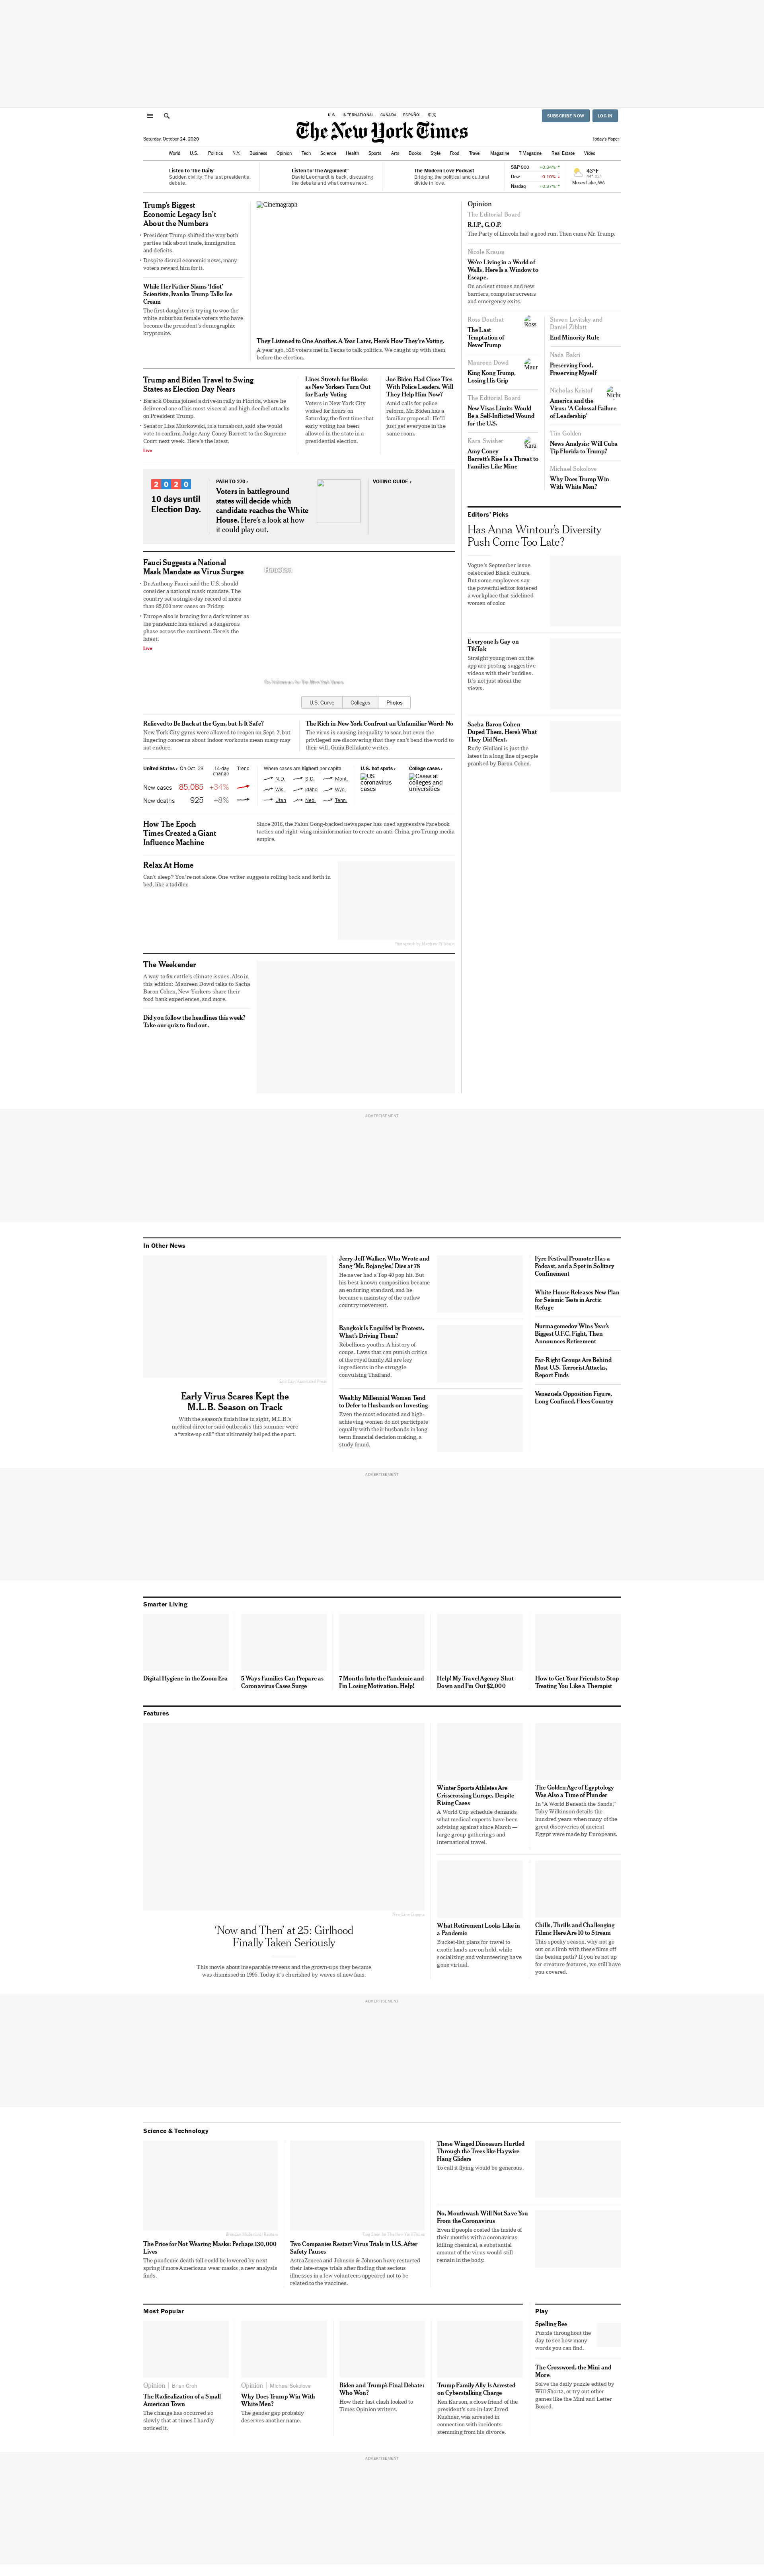 U.S. INTERNATIONAL CANADA ESPAÑOL 中文
SUBSCRIBE NOW LOG IN
The New York Times
Saturday, October 24, 2020
Today's Paper
World U.S. Politics N.Y. Business Opinion Tech Science Health Sports Arts Books Style Food Travel Magazine T Magazine Real Estate Video
Listen to 'The Daily'
Sudden civility: The last presidential
debate.
Listen to 'The Argument'
David Leonhardt is back, discussing
the debate and what comes next.
The Modern Love Podcast
Bridging the political and cultural
divide in love.
S&P 500 +0.34% ↑
Dow -0.10% ↓
Nasdaq +0.37% ↑
43°F
Moses Lake, WA
Trump's Biggest
Economic Legacy Isn't
About the Numbers
President Trump shifted the way both
parties talk about trade, immigration
and deficits.
Despite dismal economic news, many
voters reward him for it.
While Her Father Slams 'Idiot'
Scientists, Ivanka Trump Talks Ice
Cream
The first daughter is trying to woo the
white suburban female voters who have
become the president's demographic
kryptonite.
Cinemagraph
They Listened to One Another. A Year Later, Here's How They're Voting.
A year ago, 526 voters met in Texas to talk politics. We caught up with them
before the election.
Trump and Biden Travel to Swing
States as Election Day Nears
Barack Obama joined a drive-in rally in Florida, where he
delivered one of his most visceral and high-decibel attacks
on President Trump.
Senator Lisa Murkowski, in a turnabout, said she would
vote to confirm Judge Amy Coney Barrett to the Supreme
Court next week. Here's the latest.
Live
Lines Stretch for Blocks
as New Yorkers Turn Out
for Early Voting
Voters in New York City
waited for hours on
Saturday, the first time that
early voting has been
allowed in the state in a
presidential election.
Joe Biden Had Close Ties
With Police Leaders. Will
They Help Him Now?
Amid calls for police
reform, Mr. Biden has a
familiar proposal: He'll
just get everyone in the
same room.
2020
10 days until
Election Day.
PATH TO 270 ›
Voters in battleground
states will decide which
candidate reaches the White
House. Here's a look at how
it could play out.
VOTING GUIDE ›
Fauci Suggests a National
Mask Mandate as Virus Surges
Dr. Anthony Fauci said the U.S. should
consider a national mask mandate. The
country set a single-day record of more
than 85,000 new cases on Friday.
Europe also is bracing for a dark winter as
the pandemic has entered a dangerous
phase across the continent. Here's the
latest.
Live
Houston
U.S. Curve Colleges Photos
Relieved to Be Back at the Gym, but Is It Safe?
New York City gyms were allowed to reopen on Sept. 2, but
lingering concerns about indoor workouts mean many may
not endure.
The Rich in New York Confront an Unfamiliar Word: No
The virus is causing inequality to soar, but even the
privileged are discovering that they can't bend the world to
their will, Ginia Bellafante writes.
United States › On Oct. 23 14-day
change Trend
New cases 85,085 +34%
New deaths 925 +8%
Where cases are highest per capita
N.D. S.D. Mont.
Wis. Idaho Wyo.
Utah Neb. Tenn.
U.S. hot spots ›
US
coronavirus
cases
College cases ›
Cases at
colleges and
universities
How The Epoch
Times Created a Giant
Influence Machine
Since 2016, the Falun Gong-backed newspaper has used aggressive Facebook
tactics and right-wing misinformation to create an anti-China, pro-Trump media
empire.
Relax At Home
Can't sleep? You're not alone. One writer suggests rolling back and forth in
bed, like a toddler.
The Weekender
A way to fix cattle's climate issues. Also in
this edition: Maureen Dowd talks to Sacha
Baron Cohen, New Yorkers share their
food bank experiences, and more.
Did you follow the headlines this week?
Take our quiz to find out.
Opinion
The Editorial Board
R.I.P., G.O.P.
The Party of Lincoln had a good run. Then came Mr. Trump.
Nicole Krauss
We're Living in a World of
Walls. Here Is a Window to
Escape.
On ancient stones and new
barriers, computer screens
and emergency exits.
Ross Douthat
The Last
Temptation of
NeverTrump
Ross
Maureen Dowd
King Kong Trump,
Losing His Grip
Maur
The Editorial Board
New Visas Limits Would
Be a Self-Inflicted Wound
for the U.S.
Kara Swisher
Amy Coney
Barrett's Rise Is a Threat to
Families Like Mine
Kara
Steven Levitsky and
Daniel Ziblatt
End Minority Rule
Nada Bakri
Preserving Food,
Preserving Myself
Nicholas Kristof
America and the
Virus: 'A Colossal Failure
of Leadership'
Nicho
Tim Golden
News Analysis: Will Cuba
Tip Florida to Trump?
Michael Sokolove
Why Does Trump Win
With White Men?
Editors' Picks
Has Anna Wintour's Diversity
Push Come Too Late?
Vogue's September issue
celebrated Black culture.
But some employees say
the powerful editor fostered
a workplace that sidelined
women of color.
Everyone Is Gay on
TikTok
Straight young men on the
app are posting suggestive
videos with their buddies.
It's not just about the
views.
Sacha Baron Cohen
Duped Them. Here's What
They Did Next.
Rudy Giuliani is just the
latest in a long line of people
pranked by Baron Cohen.
ADVERTISEMENT
In Other News
Early Virus Scares Kept the
M.L.B. Season on Track
With the season's finish line in sight, M.L.B.'s
medical director said outbreaks this summer were
a "wake-up call" that ultimately helped the sport.
Jerry Jeff Walker, Who Wrote and
Sang 'Mr. Bojangles,' Dies at 78
He never had a Top 40 pop hit. But
his best-known composition became
an enduring standard, and he
became a mainstay of the outlaw
country movement.
Bangkok Is Engulfed by Protests.
What's Driving Them?
Rebellious youths. A history of
coups. Laws that can punish critics
of the royal family. All are key
ingredients in the struggle
convulsing Thailand.
Wealthy Millennial Women Tend
to Defer to Husbands on Investing
Even the most educated and high-
achieving women do not participate
equally with their husbands in long-
term financial decision making, a
study found.
Fyre Festival Promoter Has a
Podcast, and a Spot in Solitary
Confinement
White House Releases New Plan
for Seismic Tests in Arctic
Refuge
Nurmagomedov Wins Year's
Biggest U.F.C. Fight, Then
Announces Retirement
Far-Right Groups Are Behind
Most U.S. Terrorist Attacks,
Report Finds
Venezuela Opposition Figure,
Long Confined, Flees Country
ADVERTISEMENT
Smarter Living
Digital Hygiene in the Zoom Era
5 Ways Families Can Prepare as
Coronavirus Cases Surge
7 Months Into the Pandemic and
I'm Losing Motivation. Help!
Help! My Travel Agency Shut
Down and I'm Out $2,000
How to Get Your Friends to Stop
Treating You Like a Therapist
Features
'Now and Then' at 25: Girlhood
Finally Taken Seriously
This movie about inseparable tweens and the grown-ups they became
was dismissed in 1995. Today it's cherished by waves of new fans.
Winter Sports Athletes Are
Crisscrossing Europe, Despite
Rising Cases
A World Cup schedule demands
what medical experts have been
advising against since March —
large group gatherings and
international travel.
The Golden Age of Egyptology
Was Also a Time of Plunder
In "A World Beneath the Sands,"
Toby Wilkinson details the
hundred years when many of the
great discoveries of ancient
Egypt were made by Europeans.
What Retirement Looks Like in
a Pandemic
Bucket-list plans for travel to
exotic lands are on hold, while
socializing and volunteering have
gone virtual.
Chills, Thrills and Challenging
Films: Here Are 10 to Stream
This spooky season, why not go
out on a limb with these films off
the beaten path? If you're not up
for creature features, we still have
you covered.
ADVERTISEMENT
Science & Technology
The Price for Not Wearing Masks: Perhaps 130,000
Lives
The pandemic death toll could be lowered by next
spring if more Americans wear masks, a new analysis
finds.
Two Companies Restart Virus Trials in U.S. After
Safety Pauses
AstraZeneca and Johnson & Johnson have restarted
their late-stage trials after finding that serious
illnesses in a few volunteers appeared not to be
related to the vaccines.
These Winged Dinosaurs Hurtled
Through the Trees like Haywire
Hang Gliders
To call it flying would be generous.
No, Mouthwash Will Not Save You
From the Coronavirus
Even if people coated the inside of
their mouths with a coronavirus-
killing chemical, a substantial
amount of the virus would still
remain in the body.
Most Popular
Opinion | Brian Groh
The Radicalization of a Small
American Town
The change has occurred so
slowly that at times I hardly
noticed it.
Opinion | Michael Sokolove
Why Does Trump Win With
White Men?
The gender gap probably
deserves another name.
Biden and Trump's Final Debate:
Who Won?
How their last clash looked to
Times Opinion writers.
Trump Family Ally Is Arrested
on Cyberstalking Charge
Ken Kurson, a close friend of the
president's son-in-law Jared
Kushner, was arrested in
connection with incidents
stemming from his divorce.
Play
Spelling Bee
Puzzle throughout the
day to see how many
words you can find.
The Crossword, the Mini and
More
Solve the daily puzzle edited by
Will Shortz, or try out other
games like the Mini and Letter
Boxed.
ADVERTISEMENT